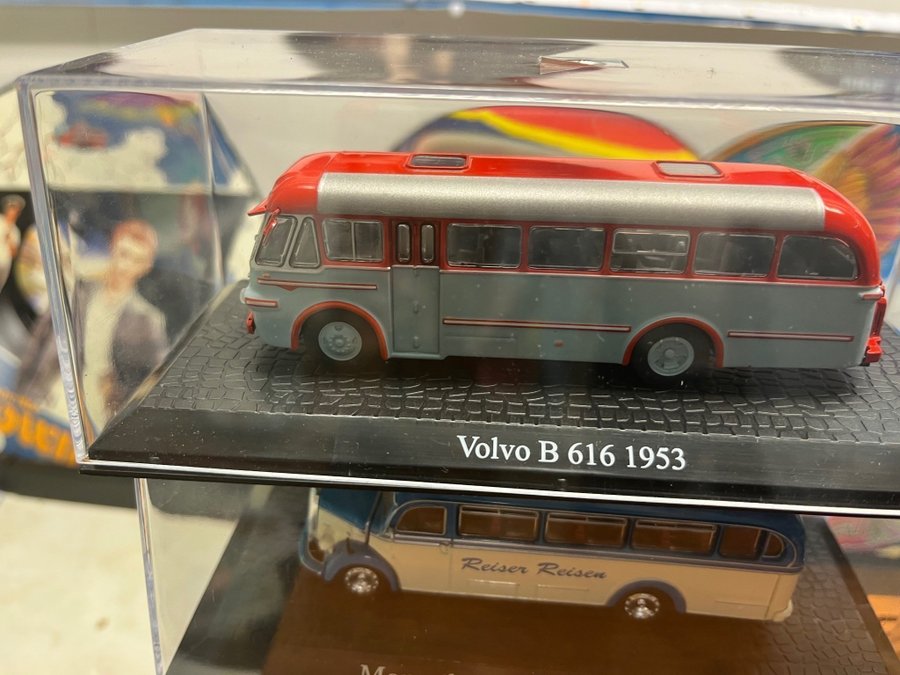 Volvo B 616 1953
Reiser Reisen